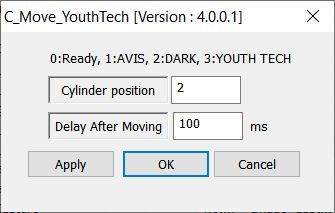 C_Move_YouthTech [Version : 4.0.0.1]
0:Ready, 1:AVIS, 2:DARK, 3:YOUTH TECH
Cylinder position 2
Delay After Moving 100 ms
Apply OK Cancel